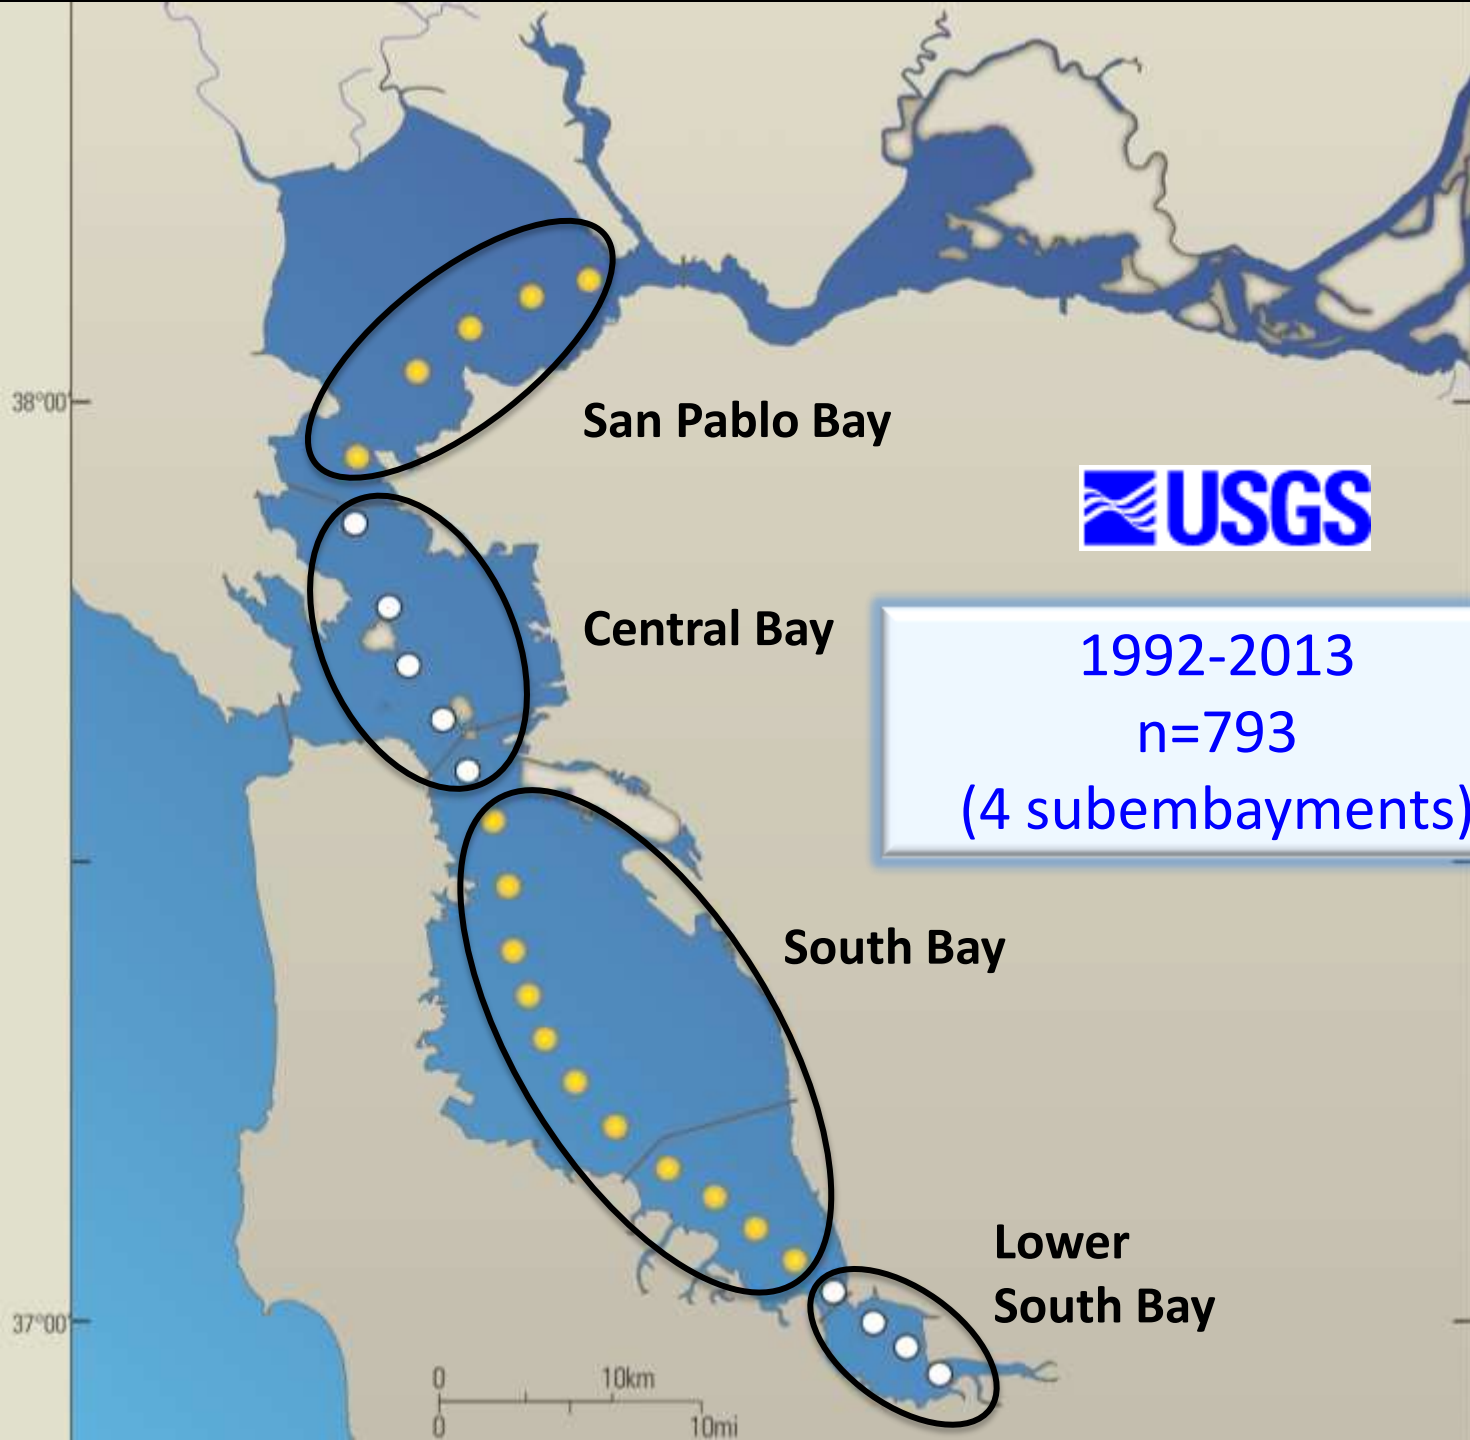 38°00'
San Pablo Bay
USGS
Central Bay
1992-2013
n=793
(4 subembayments)
South Bay
Lower
South Bay
37°00'
0 10km
0 10mi